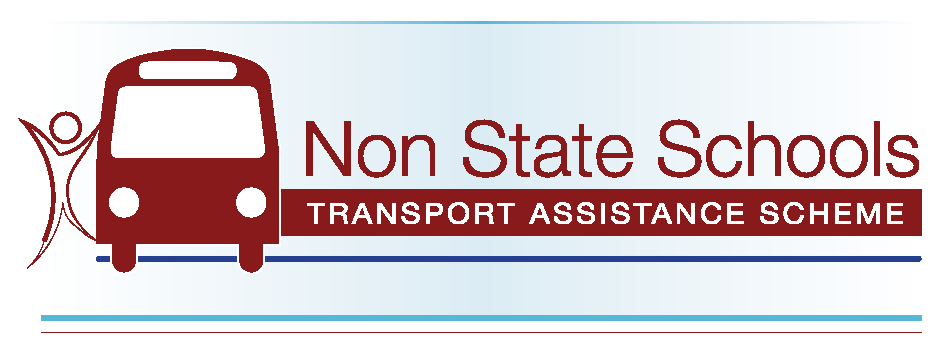 Non State Schools
TRANSPORT ASSISTANCE SCHEME